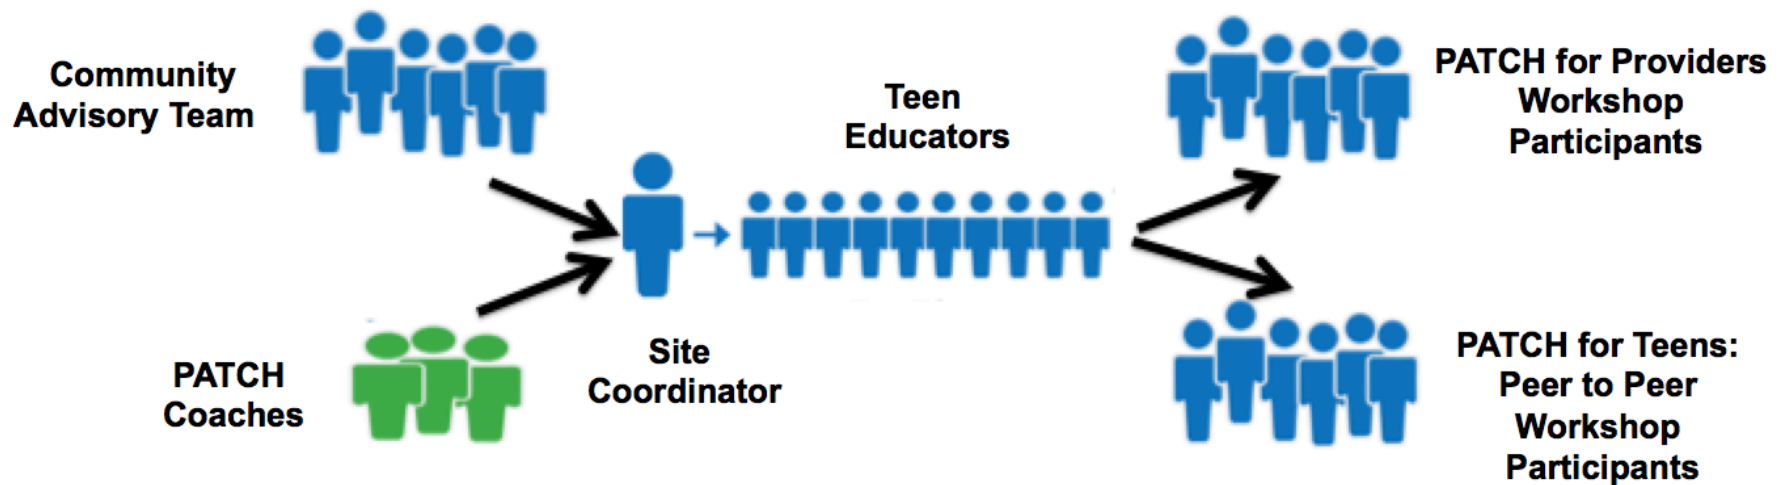 Community
Advisory Team
PATCH
Coaches
Site
Coordinator
Teen
Educators
PATCH for Providers
Workshop
Participants
PATCH for Teens:
Peer to Peer
Workshop
Participants